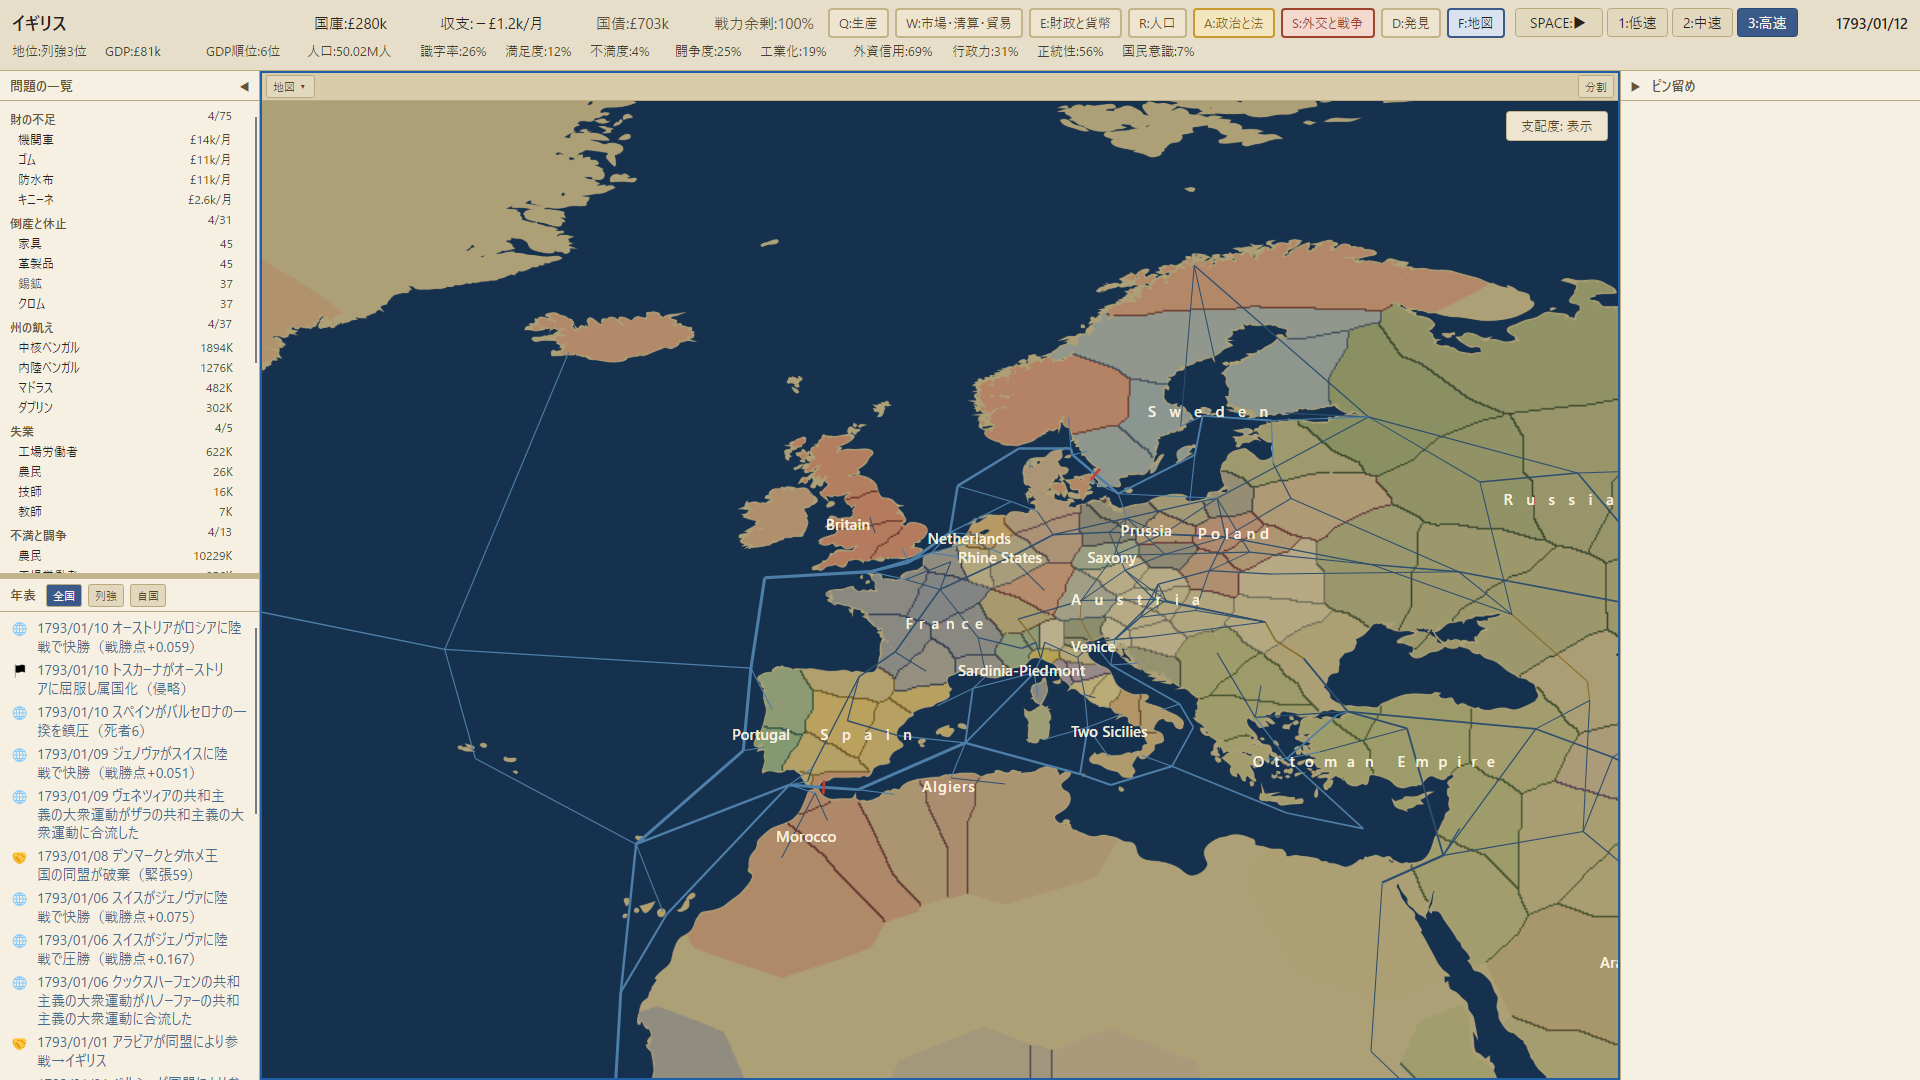 イギリス
国庫:£280k
収支:−£1.2k/月
国債:£703k
戦力余剰:100%
Q:生産
W:市場・清算・貿易
E:財政と貨幣
R:人口
A:政治と法
S:外交と戦争
D:発見
F:地図
SPACE:▶
1:低速
2:中速
3:高速
1793/01/12
地位:列強3位
GDP:£81k
GDP順位:6位
人口:50.02M人
識字率:26%
満足度:12%
不満度:4%
闘争度:25%
工業化:19%
外資信用:69%
行政力:31%
正統性:56%
国民意識:7%
問題の一覧 ◀
財の不足 4/75
機関車 £14k/月
ゴム £11k/月
防水布 £11k/月
キニーネ £2.6k/月
倒産と休止 4/31
家具 45
革製品 45
錫鉱 37
クロム 37
州の飢え 4/37
中核ベンガル 1894K
内陸ベンガル 1276K
マドラス 482K
ダブリン 302K
失業 4/5
工場労働者 622K
農民 26K
技師 16K
教師 7K
不満と闘争 4/13
農民 10229K
年表
全国
列強
自国
1793/01/10 オーストリアがロシアに陸
戦で快勝（戦勝点+0.059）
1793/01/10 トスカーナがオーストリ
アに屈服し属国化（侵略）
1793/01/10 スペインがバルセロナの一
揆を鎮圧（死者6）
1793/01/09 ジェノヴァがスイスに陸
戦で快勝（戦勝点+0.051）
1793/01/09 ヴェネツィアの共和主
義の大衆運動がザラの共和主義の大
衆運動に合流した
1793/01/08 デンマークとダホメ王
国の同盟が破棄（緊張59）
1793/01/06 スイスがジェノヴァに陸
戦で快勝（戦勝点+0.075）
1793/01/06 スイスがジェノヴァに陸
戦で圧勝（戦勝点+0.167）
1793/01/06 クックスハーフェンの共和
主義の大衆運動がハノーファーの共和
主義の大衆運動に合流した
1793/01/01 アラビアが同盟により参
戦→イギリス
地図 ▾
分割
支配度: 表示
▶ ピン留め
Sweden
Russia
Britain
Netherlands
Prussia
Poland
Rhine States
Saxony
Austria
France
Venice
Sardinia-Piedmont
Portugal
Spain
Two Sicilies
Ottoman Empire
Algiers
Morocco
Ara